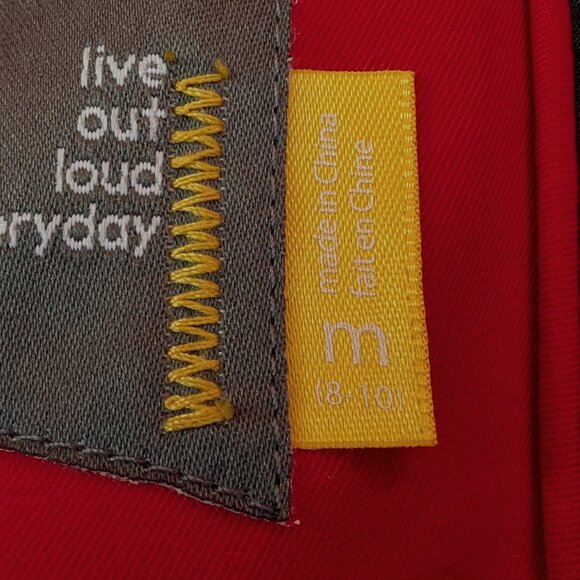 live
out
loud
eryday
made in China
fait en Chine
m
(8-10)